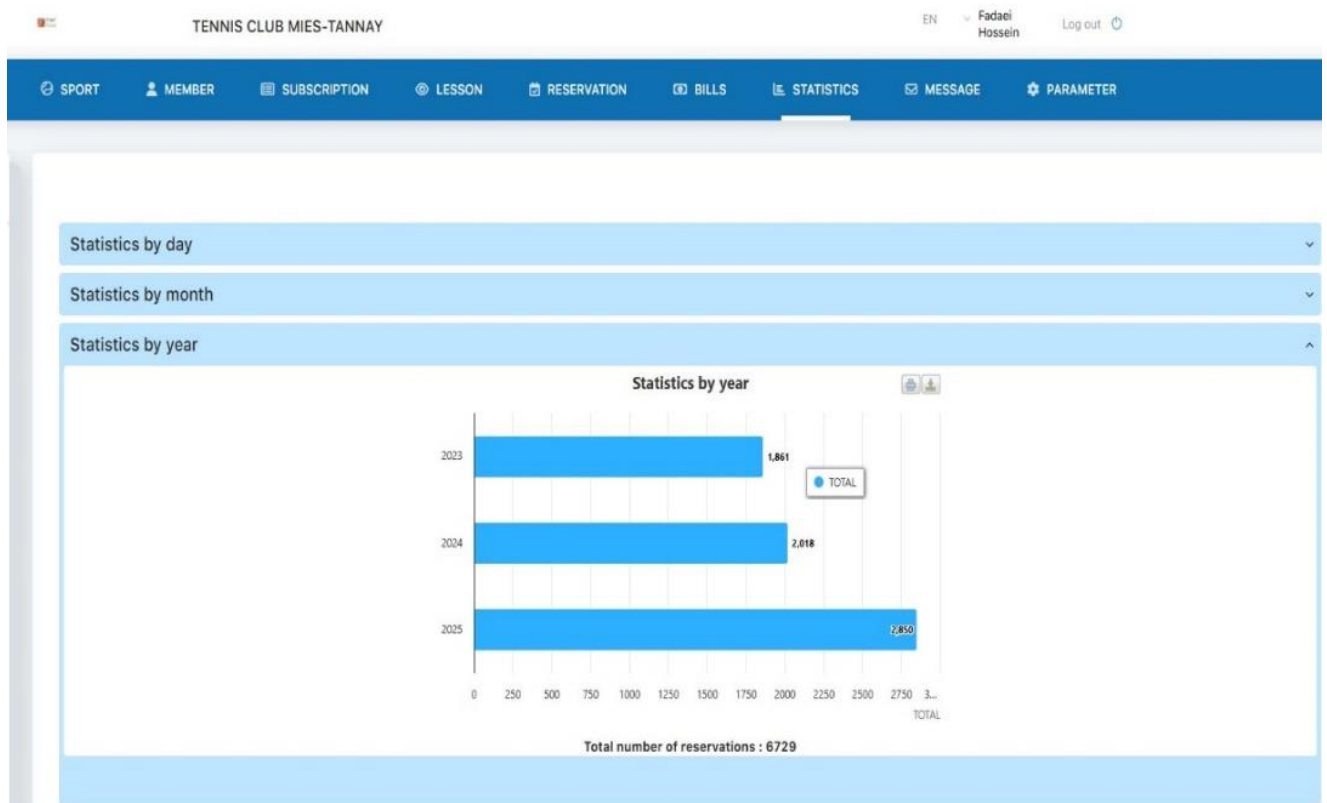 TENNIS CLUB MIES-TANNAY
EN
Fadaei
Hossein
Log out
SPORT MEMBER SUBSCRIPTION LESSON RESERVATION BILLS STATISTICS MESSAGE PARAMETER
Statistics by day
Statistics by month
Statistics by year
Statistics by year
2023 1,861
TOTAL
2024 2,018
2025 2,850
0 250 500 750 1000 1250 1500 1750 2000 2250 2500 2750 3...
TOTAL
Total number of reservations : 6729